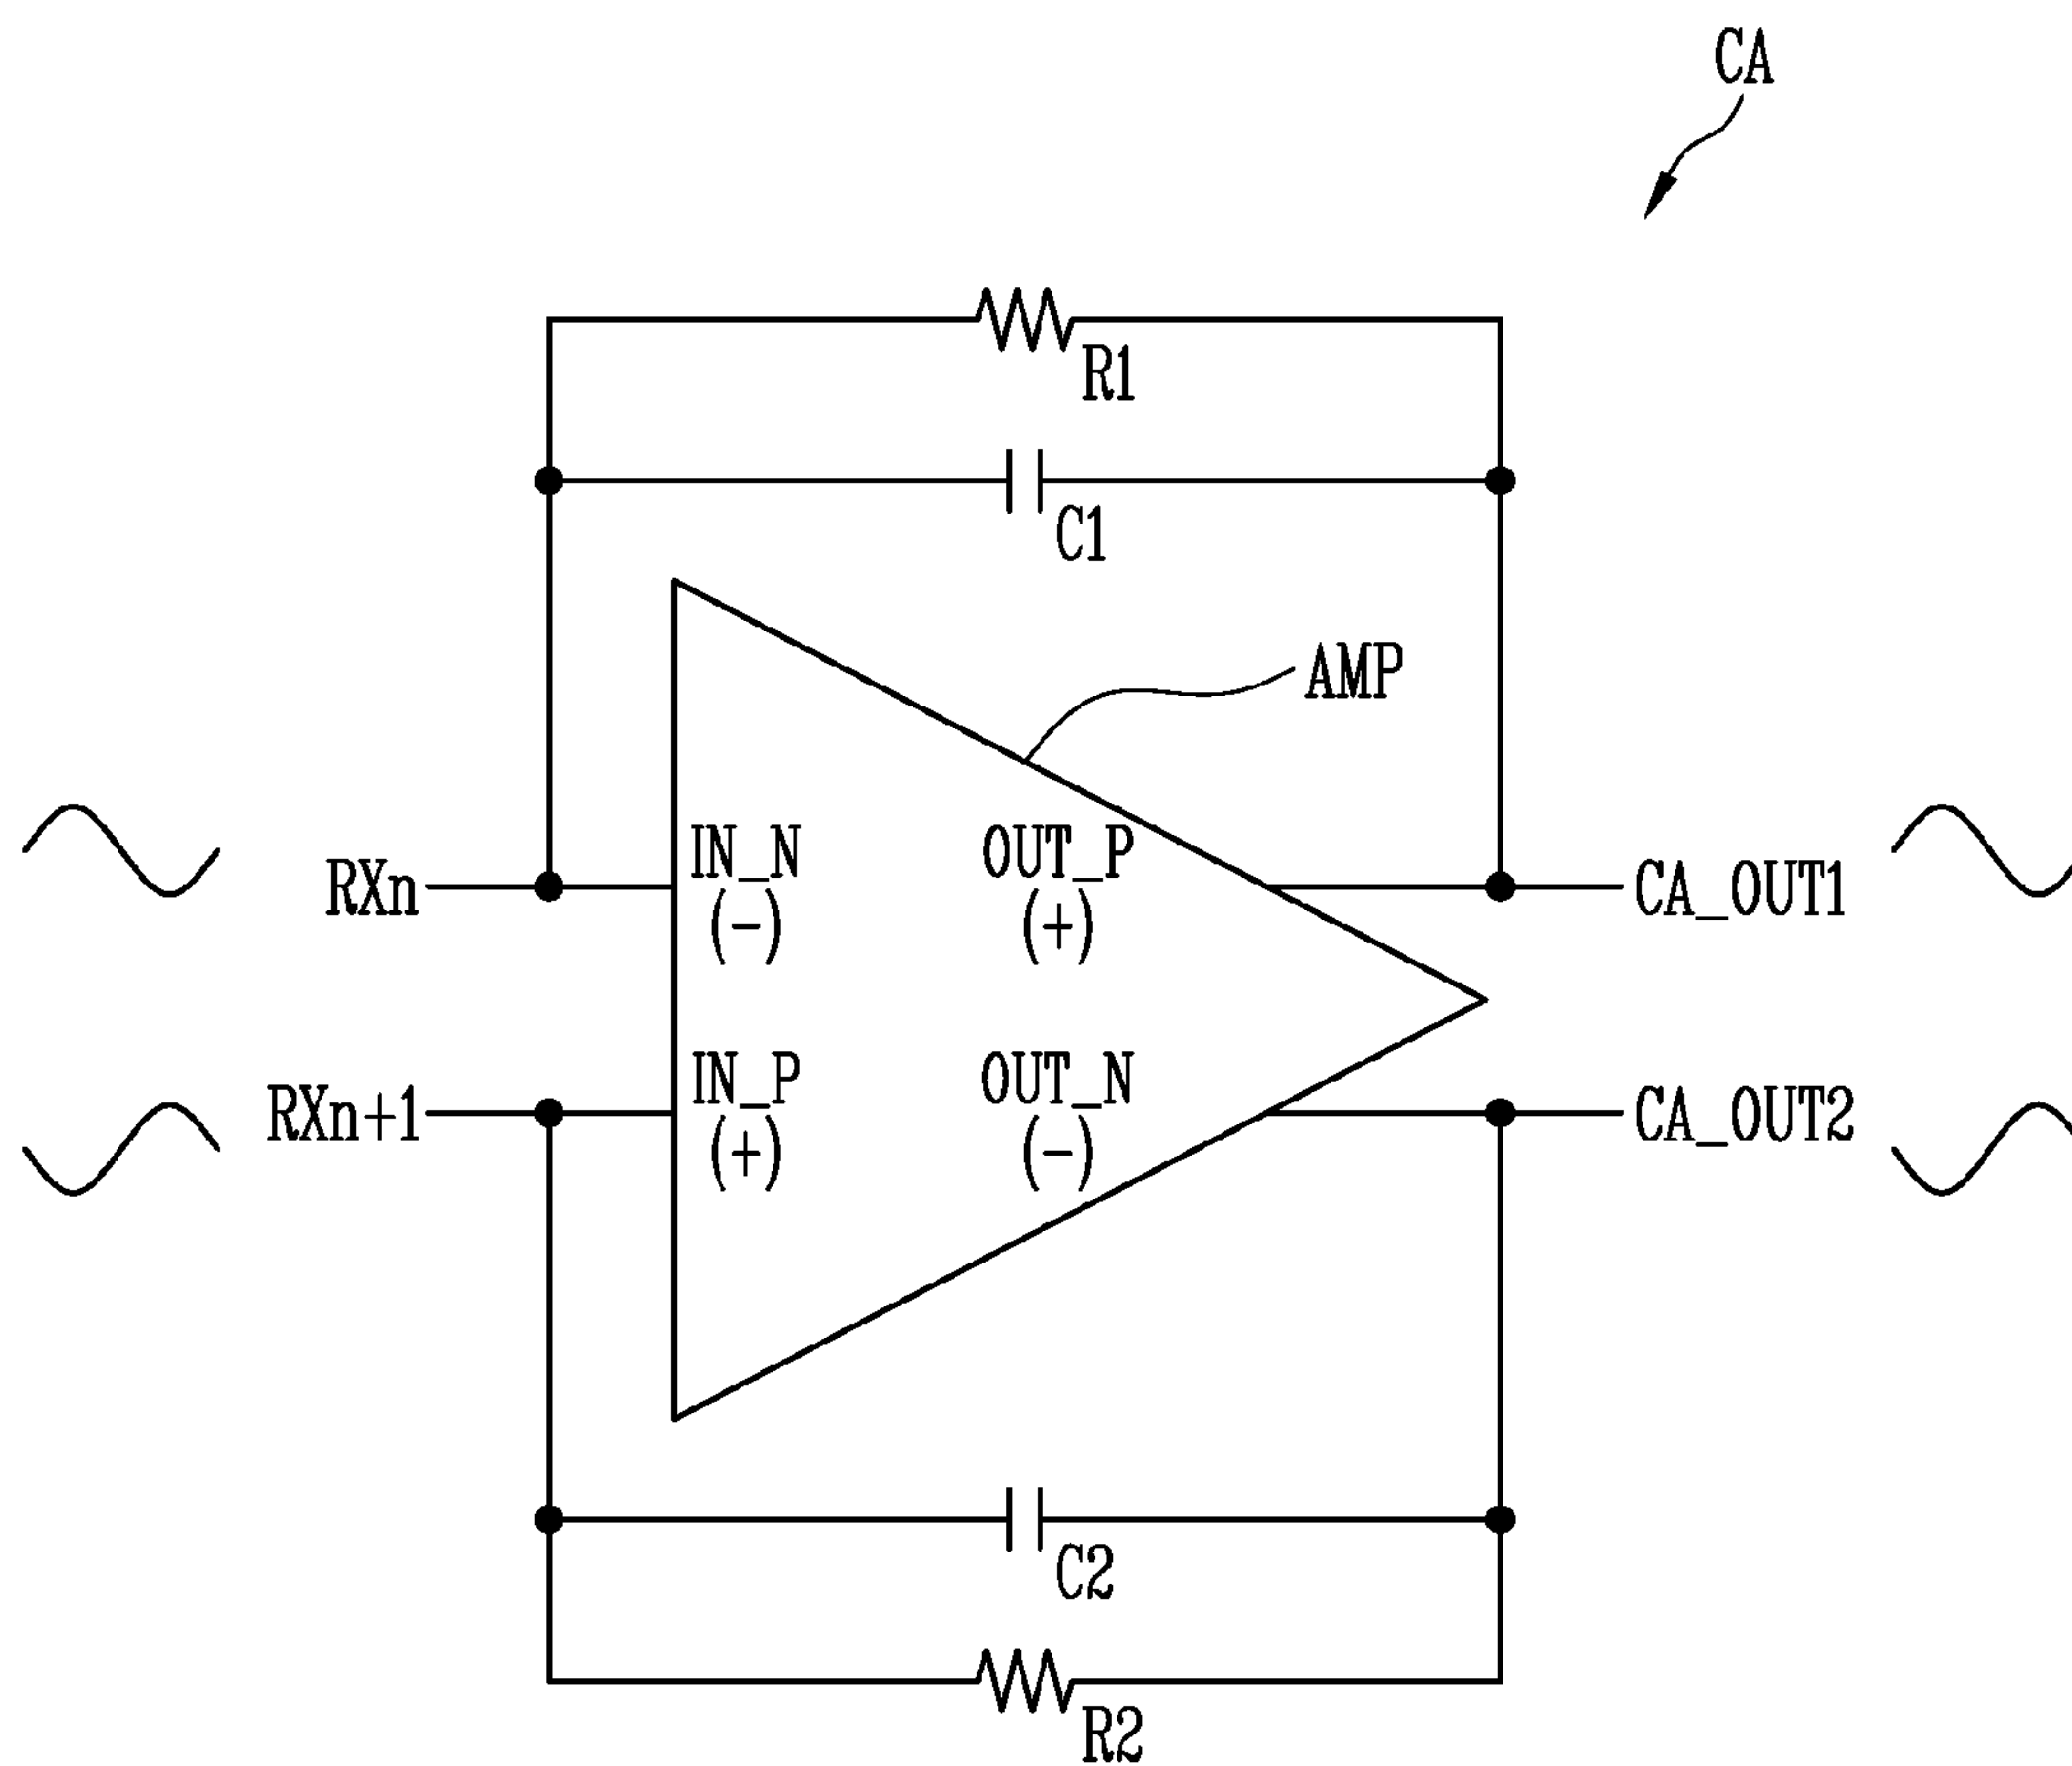 CA
R1
C1
AMP
IN_N
OUT_P
RXn
CA_OUT1
(-)
(+)
IN_P
OUT_N
RXn+1
CA_OUT2
(+)
(-)
C2
R2